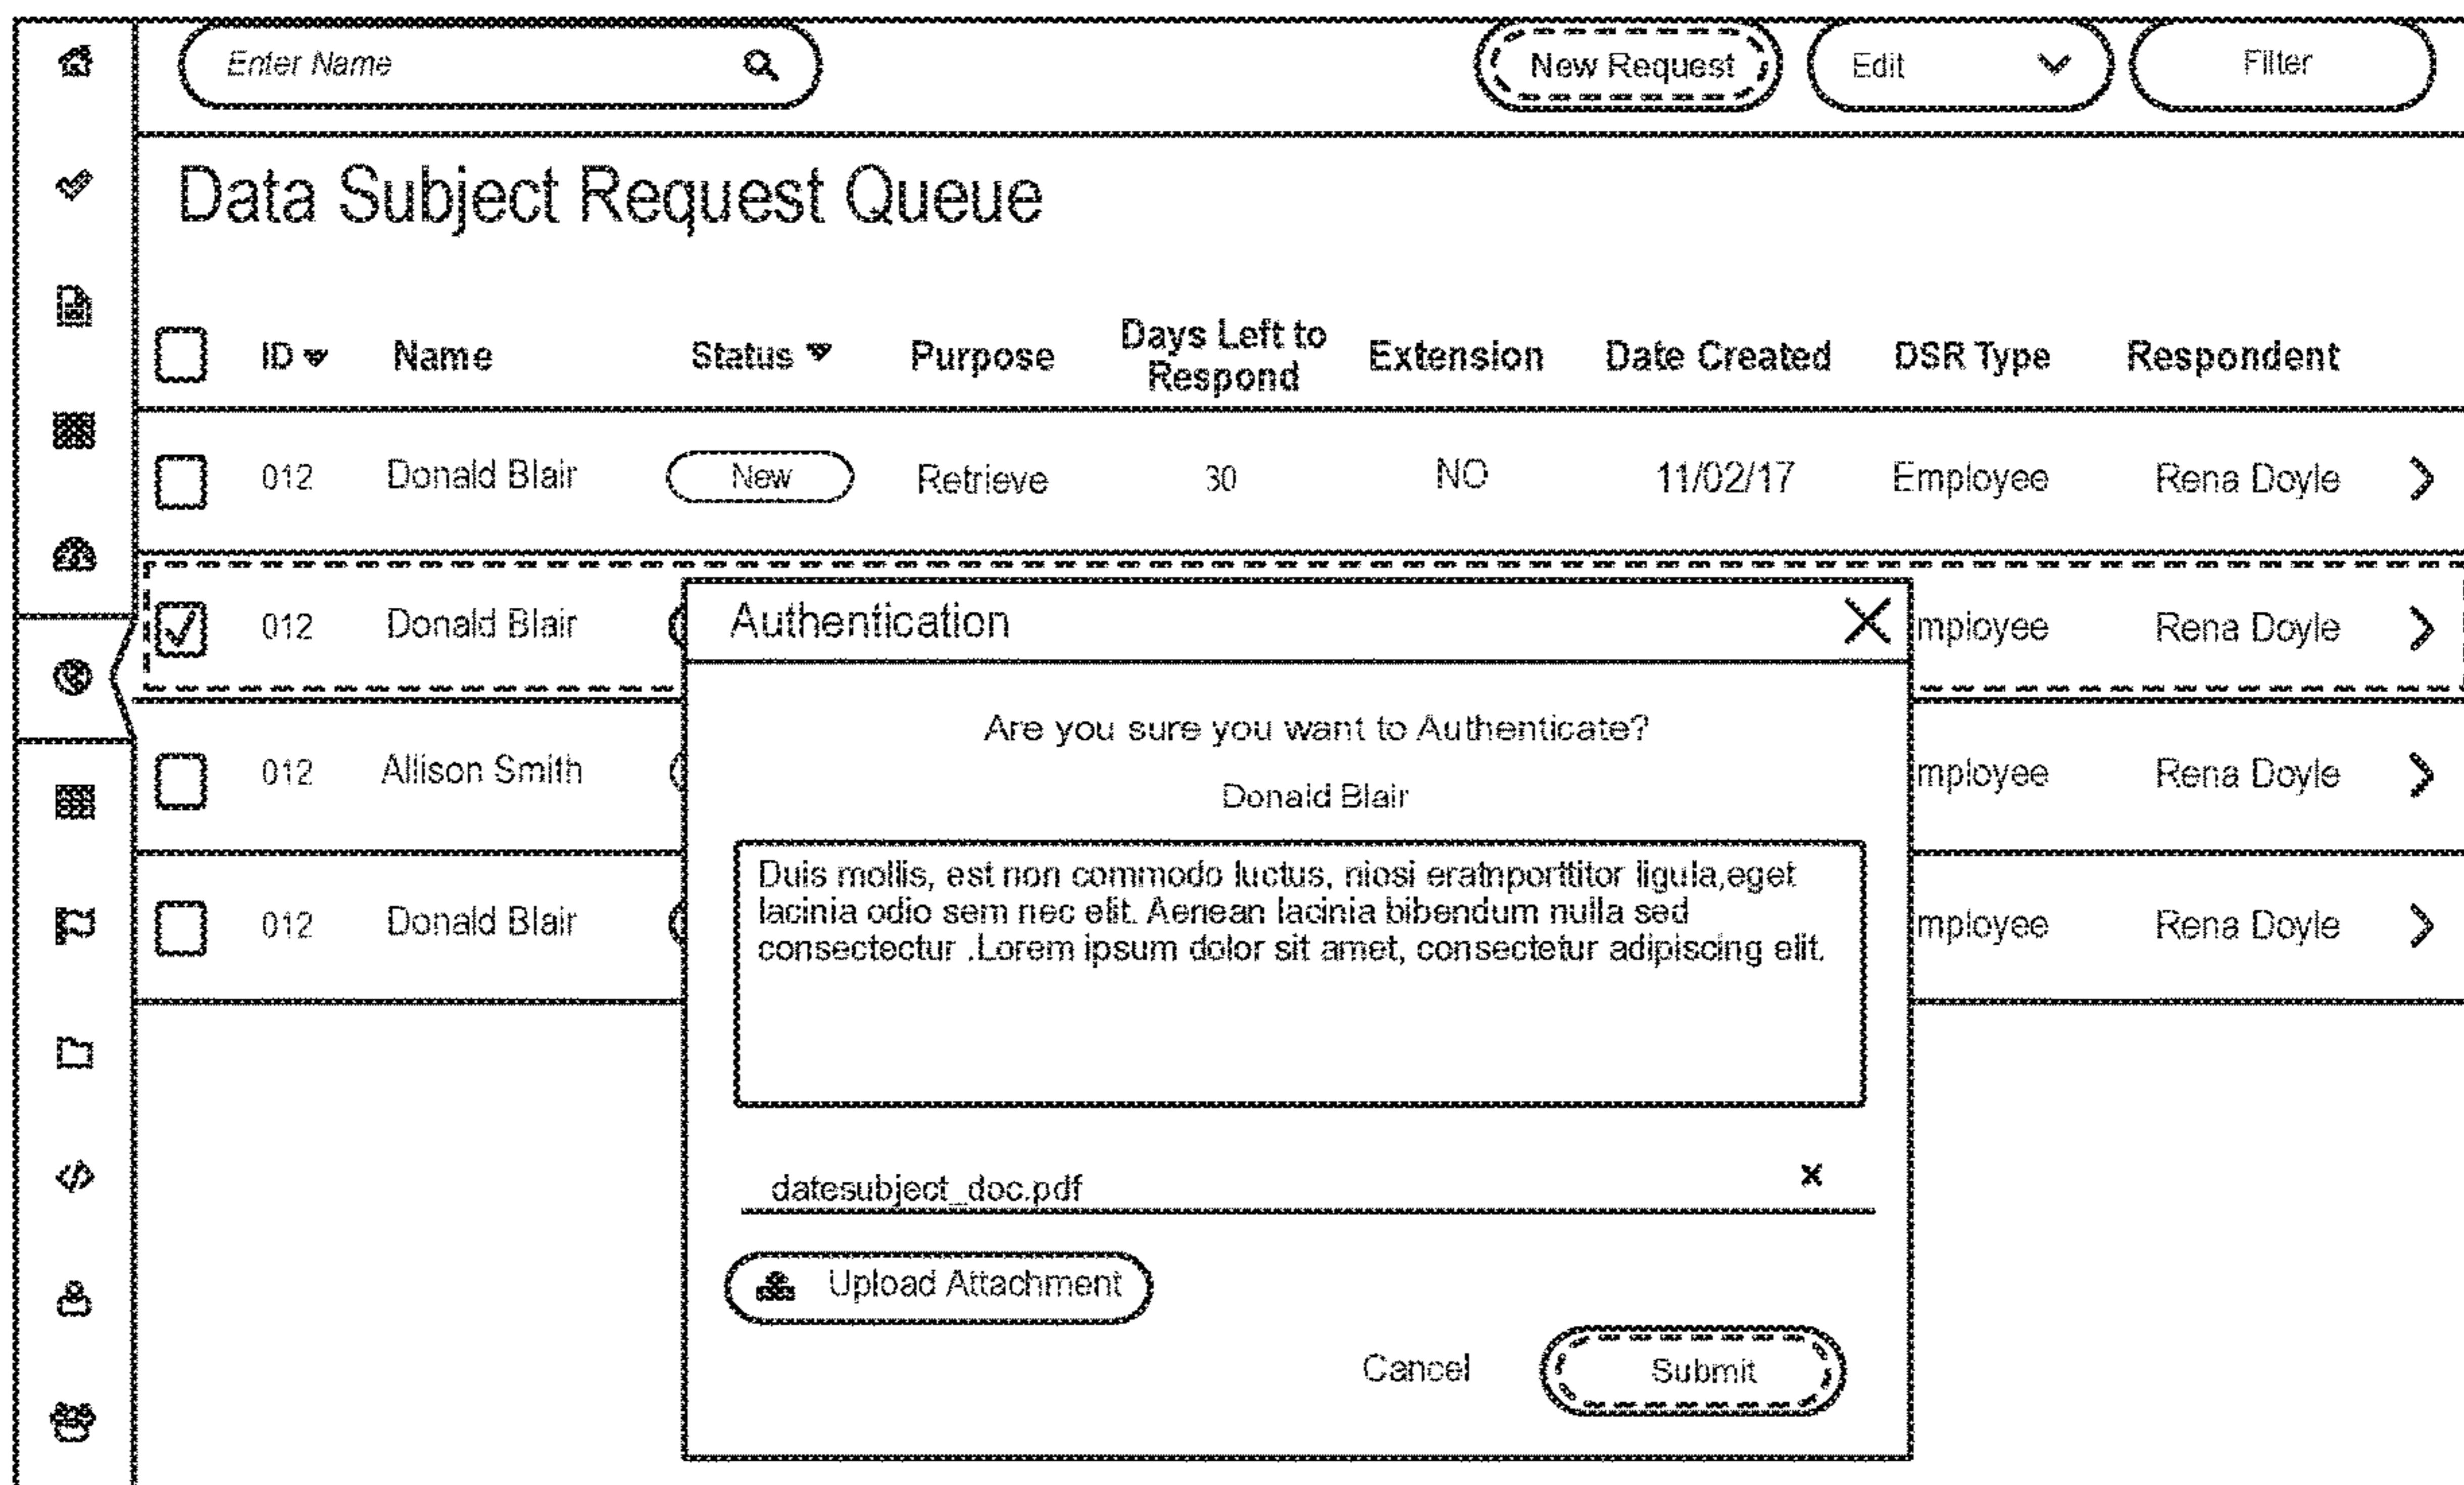 Enter Name
New Request
Edit
Filter
Data Subject Request Queue
ID Name Status Purpose Days Left to Respond Extension Date Created DSR Type Respondent
012 Donald Blair New Retrieve 30 NO 11/02/17 Employee Rena Doyle
012 Donald Blair mployee Rena Doyle
012 Allison Smith mployee Rena Doyle
012 Donald Blair mployee Rena Doyle
Authentication
Are you sure you want to Authenticate?
Donald Blair
Duis mollis, est non commodo luctus, niosi eratnporttitor ligula,eget
lacinia odio sem nec elit. Aenean lacinia bibendum nulla sed
consectectur .Lorem ipsum dolor sit amet, consectetur adipiscing elit.
datesubject_doc.pdf
Upload Attachment
Cancel
Submit